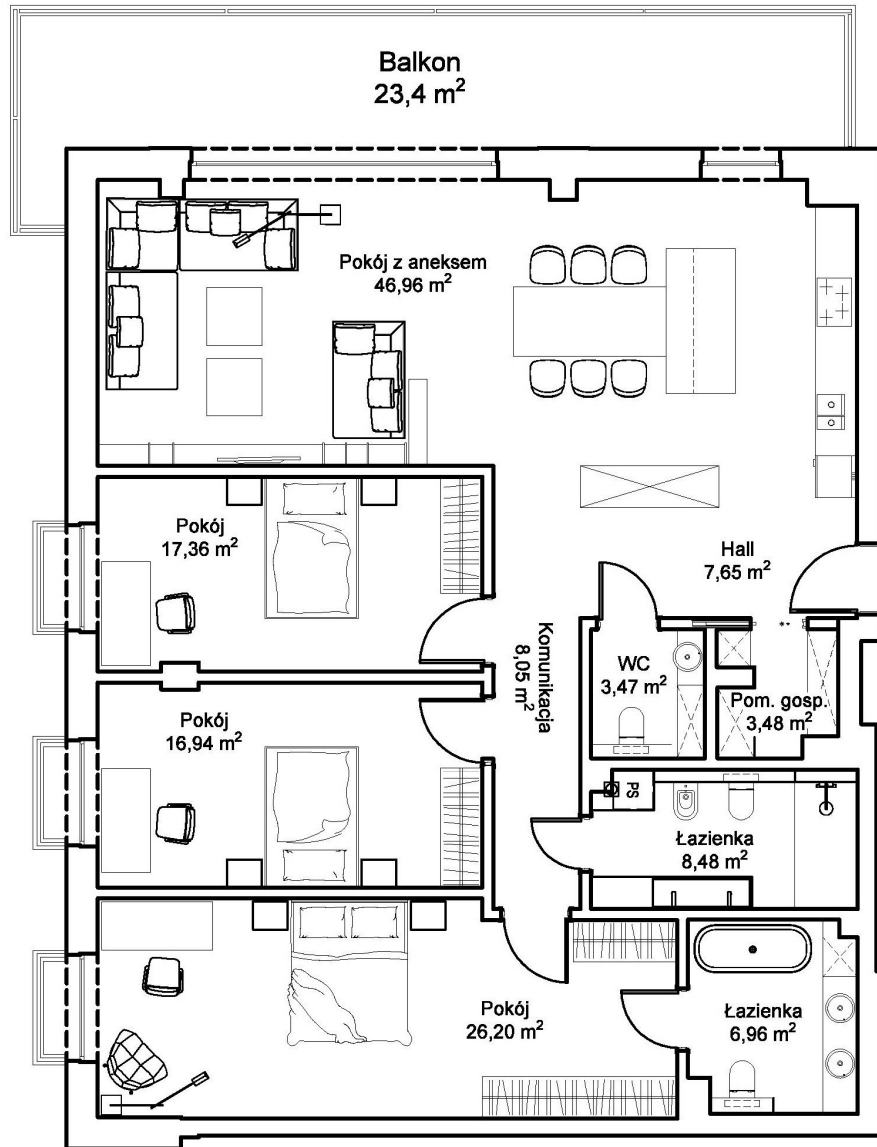 Balkon
23,4 m²
Pokój z aneksem
46,96 m²
Pokój
17,36 m²
Hall
7,65 m²
Komunikacja
8,05 m²
WC
3,47 m²
Pom. gosp.
3,48 m²
Pokój
16,94 m²
PS
Łazienka
8,48 m²
Pokój
26,20 m²
Łazienka
6,96 m²